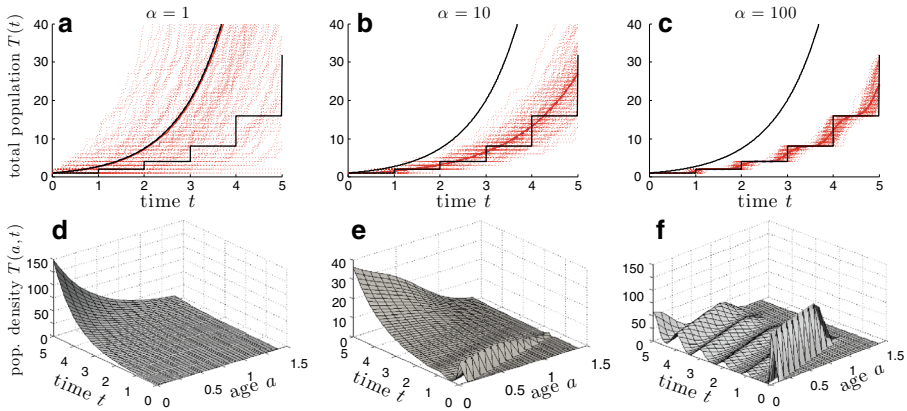 α = 1
α = 10
α = 100
a
b
c
total population T(t)
40
30
20
10
0
0 1 2 3 4 5
time t
40
30
20
10
0
0 1 2 3 4 5
time t
40
30
20
10
0
0 1 2 3 4 5
time t
d
e
f
pop. density T(a,t)
150
100
50
0
5 4 3 2 1 0
time t
0 0.5 1 1.5
age a
40
30
20
10
0
5 4 3 2 1 0
time t
0 0.5 1 1.5
age a
150
100
50
0
5 4 3 2 1 0
time t
0 0.5 1 1.5
age a